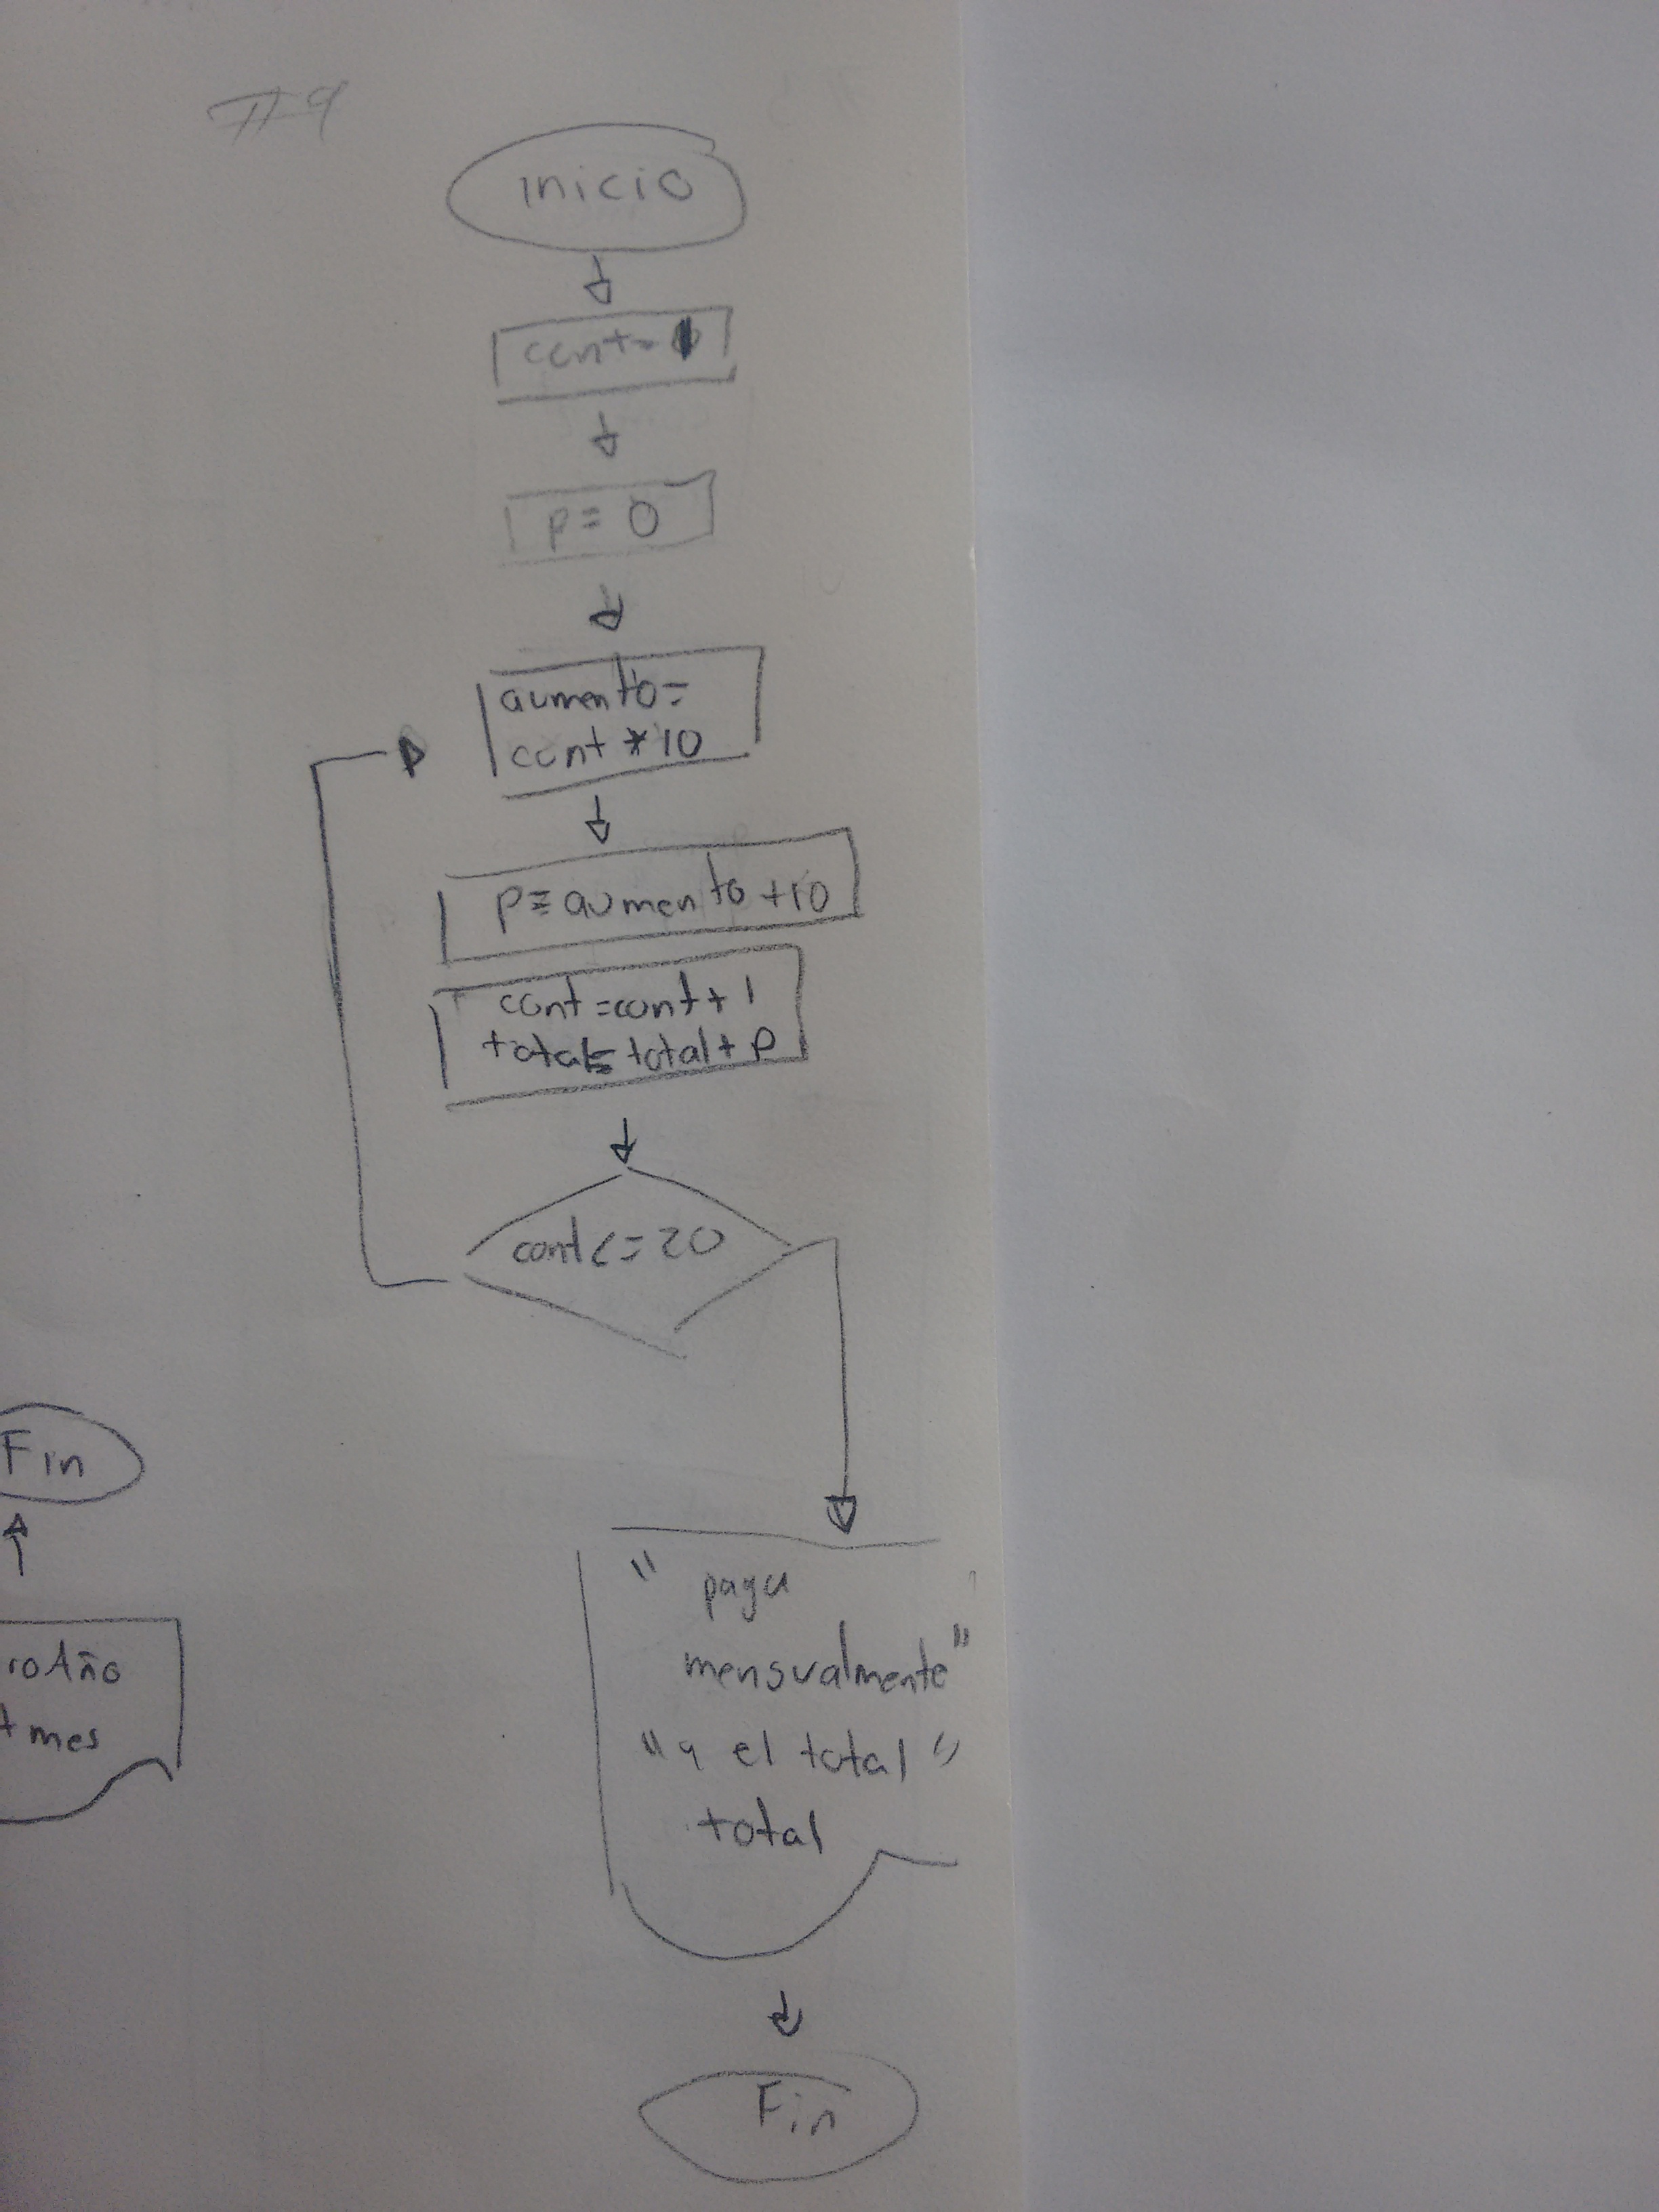 #9
Inicio
cont=
p= 0
aumento=
cont * 10
p= aumento +10
cont =cont+ 1
total= total+ p
cont <= 20
" paga
mensualmente"
" y el total "
total
Fin
Fin
roAño
+ mes